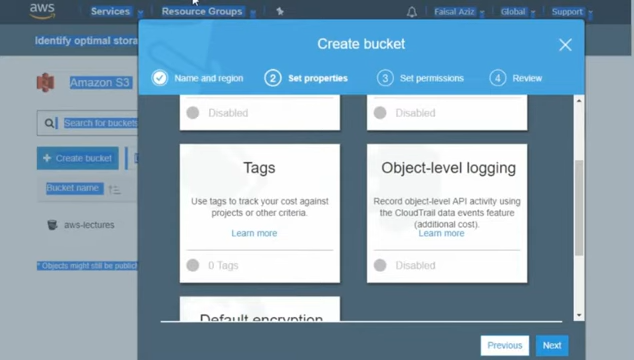 aws
Services
Resource Groups
Faisal Aziz
Global
Support
Identify optimal stora
Create bucket
Name and region
2
Set properties
3
Set permissions
4
Review
Amazon S3
Disabled
Disabled
Search for buckets
Tags
Object-level logging
+ Create bucket
Use tags to track your cost against
projects or other criteria.
Learn more
Record object-level API activity using
the CloudTrail data events feature
(additional cost).
Learn more
Bucket name
aws-lectures
0 Tags
Disabled
* Objects might still be public
Default encryption
Previous
Next